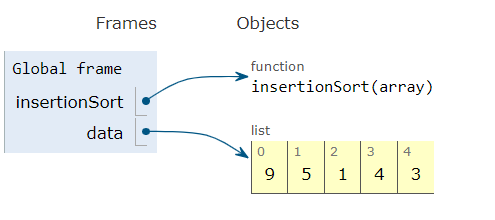 Frames Objects
Global frame
insertionSort
data
function
insertionSort(array)
list
0 1 2 3 4
9 5 1 4 3